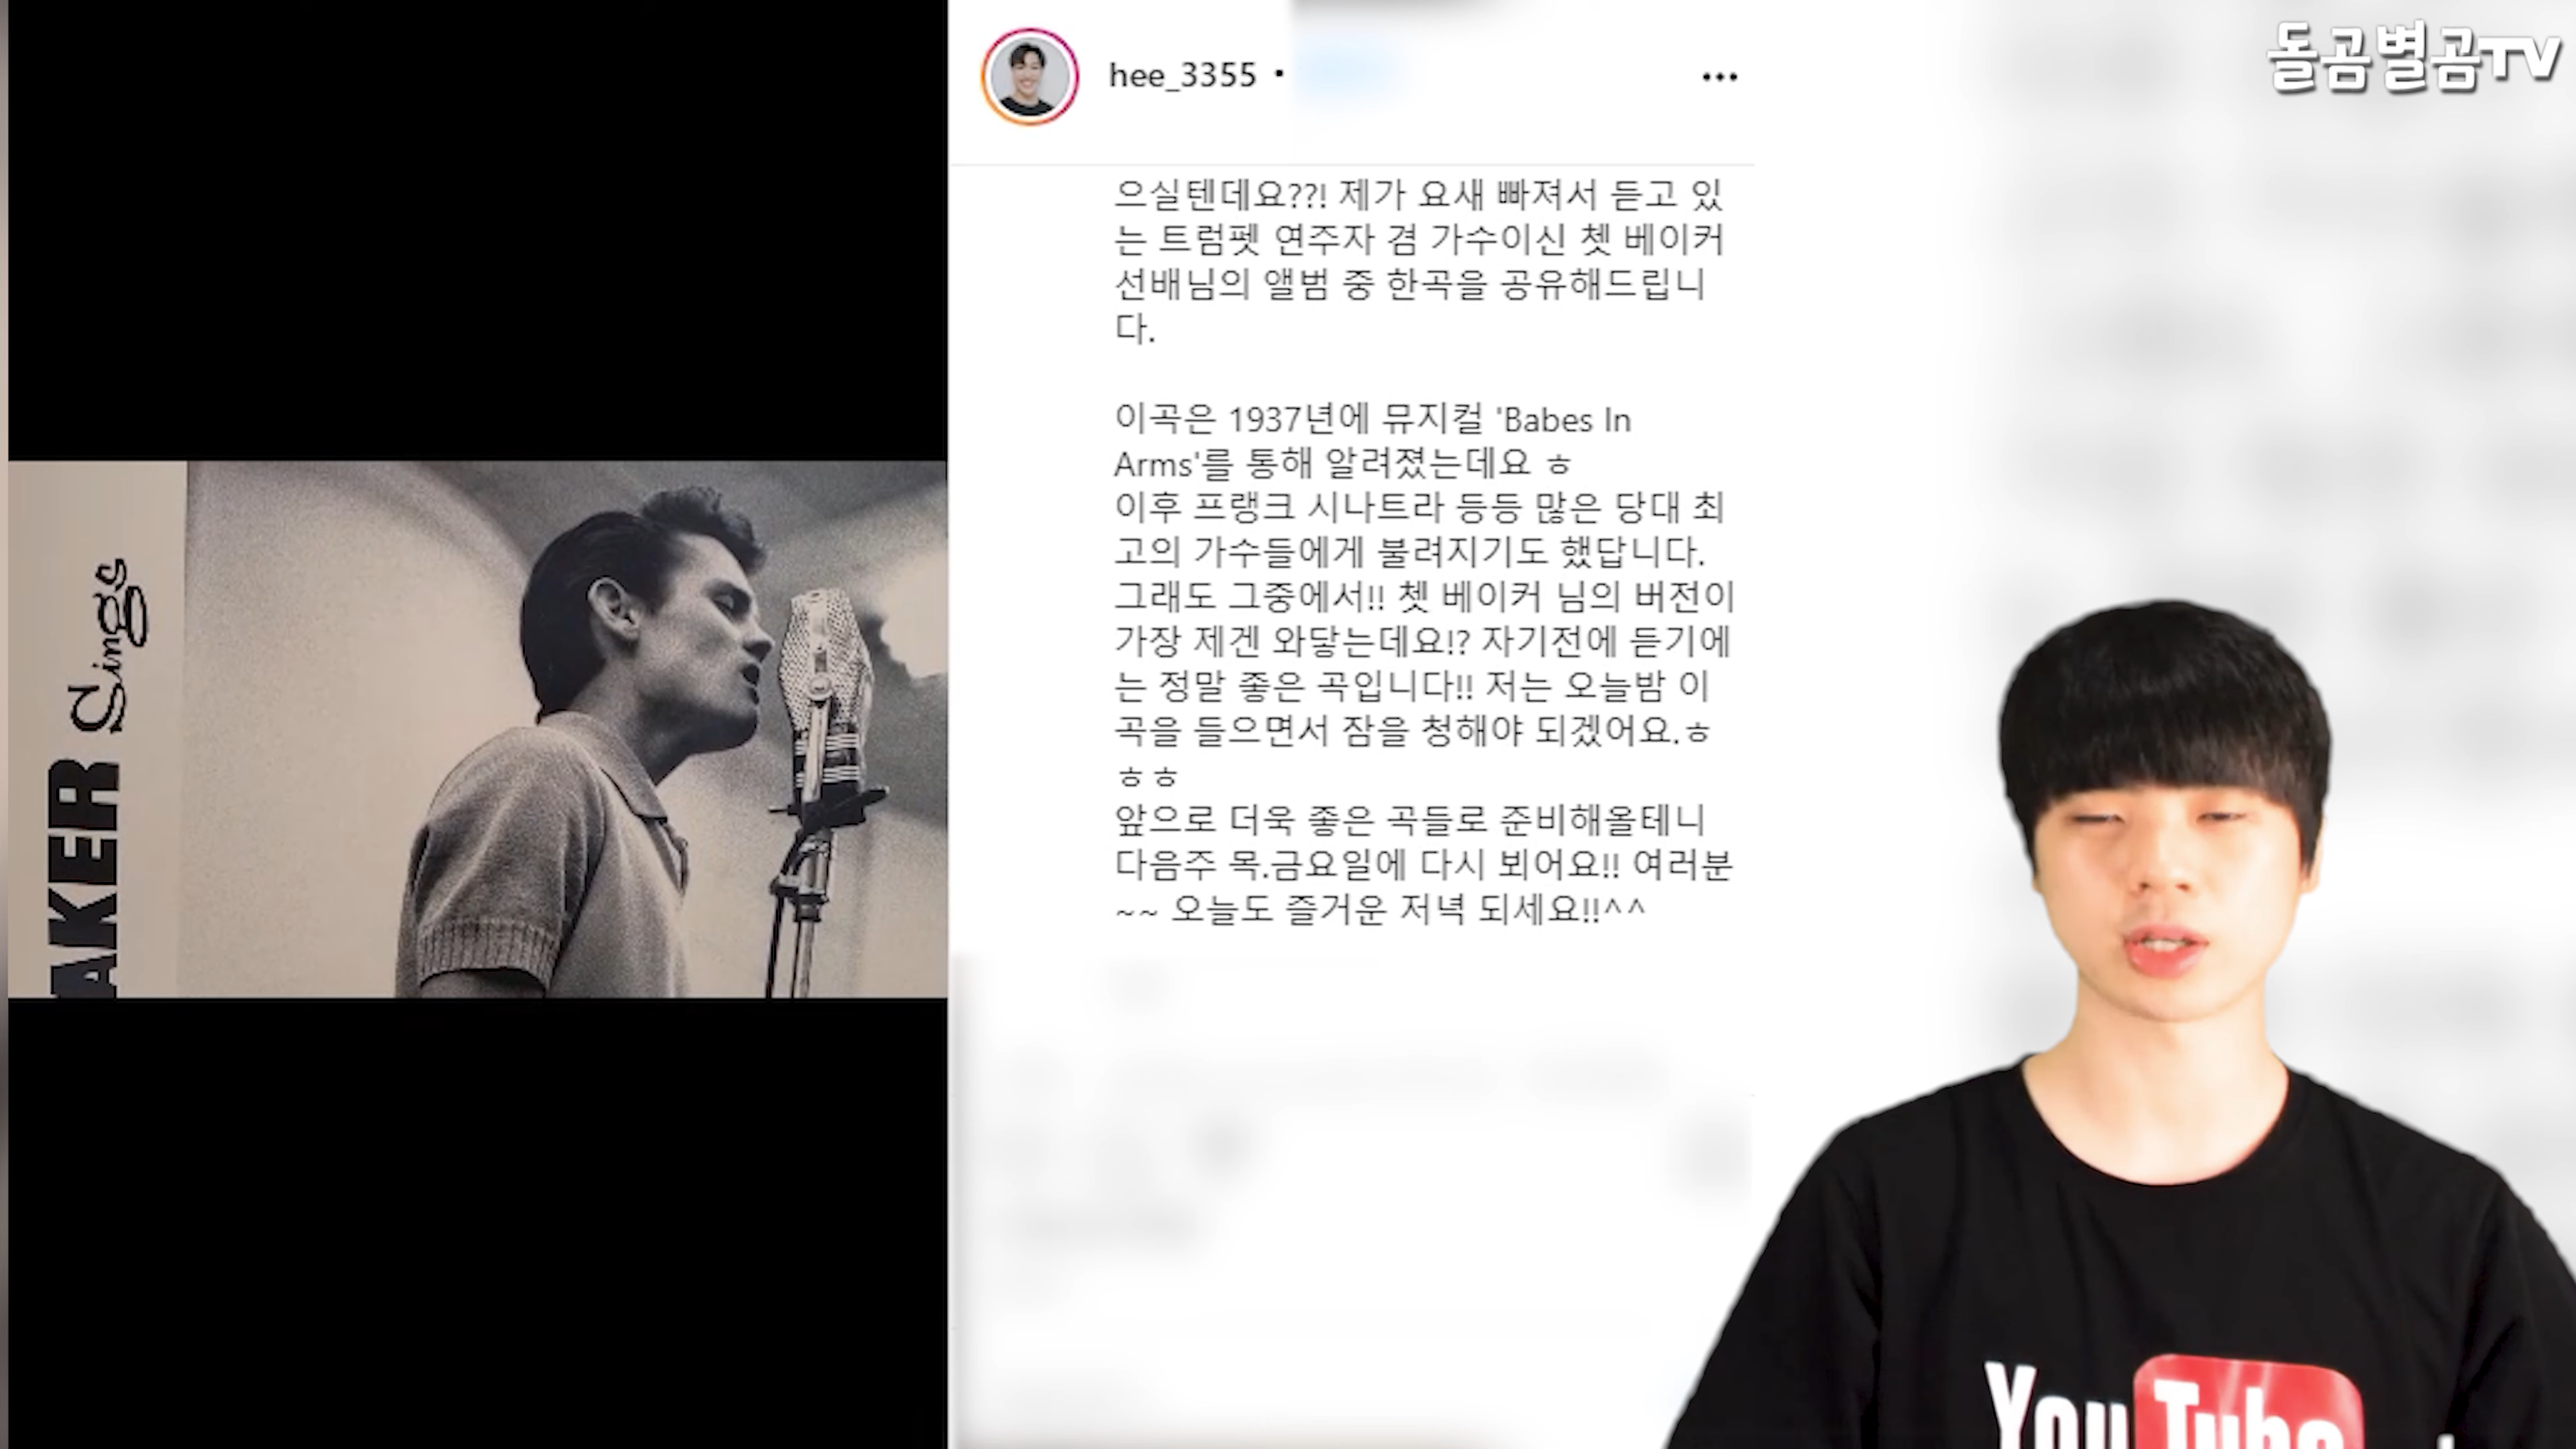 AKER Sings
hee_3355 •
으실텐데요??! 제가 요새 빠져서 듣고 있
는 트럼펫 연주자 겸 가수이신 쳇 베이커
선배님의 앨범 중 한곡을 공유해드립니
다.
이곡은 1937년에 뮤지컬 'Babes In
Arms'를 통해 알려졌는데요 ㅎ
이후 프랭크 시나트라 등등 많은 당대 최
고의 가수들에게 불려지기도 했답니다.
그래도 그중에서!! 쳇 베이커 님의 버전이
가장 제겐 와닿는데요!? 자기전에 듣기에
는 정말 좋은 곡입니다!! 저는 오늘밤 이
곡을 들으면서 잠을 청해야 되겠어요.ㅎ
ㅎㅎ
앞으로 더욱 좋은 곡들로 준비해올테니
다음주 목.금요일에 다시 뵈어요!! 여러분
~~ 오늘도 즐거운 저녁 되세요!!^^
돌곰별곰TV
YouTube